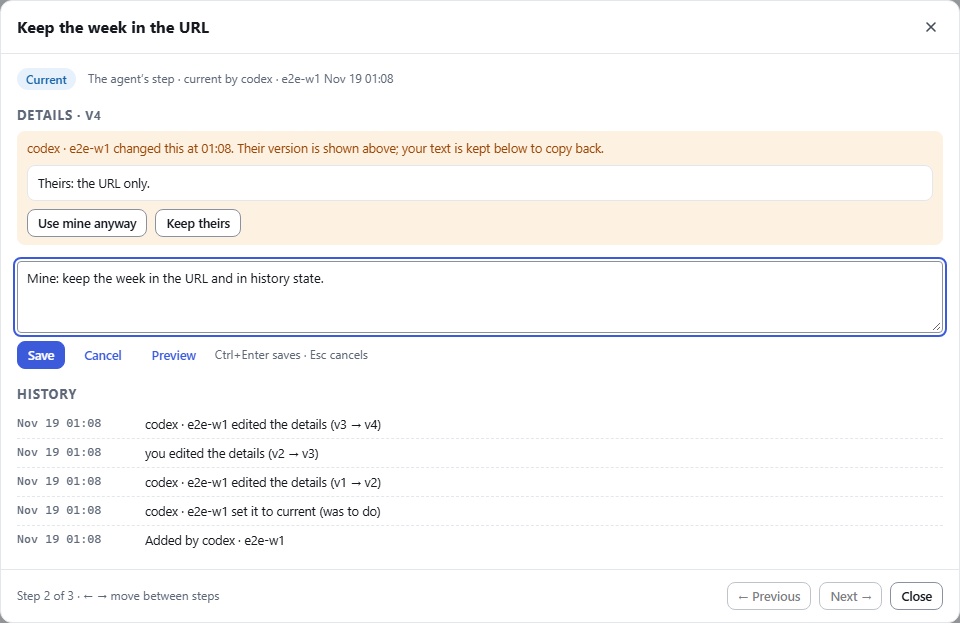 Keep the week in the URL
×
Current The agent's step · current by codex · e2e-w1 Nov 19 01:08
DETAILS · V4
codex · e2e-w1 changed this at 01:08. Their version is shown above; your text is kept below to copy back.
Theirs: the URL only.
Use mine anyway Keep theirs
Mine: keep the week in the URL and in history state.
Save Cancel Preview Ctrl+Enter saves · Esc cancels
HISTORY
Nov 19 01:08 codex · e2e-w1 edited the details (v3 → v4)
Nov 19 01:08 you edited the details (v2 → v3)
Nov 19 01:08 codex · e2e-w1 edited the details (v1 → v2)
Nov 19 01:08 codex · e2e-w1 set it to current (was to do)
Nov 19 01:08 Added by codex · e2e-w1
Step 2 of 3 · ← → move between steps ← Previous Next → Close